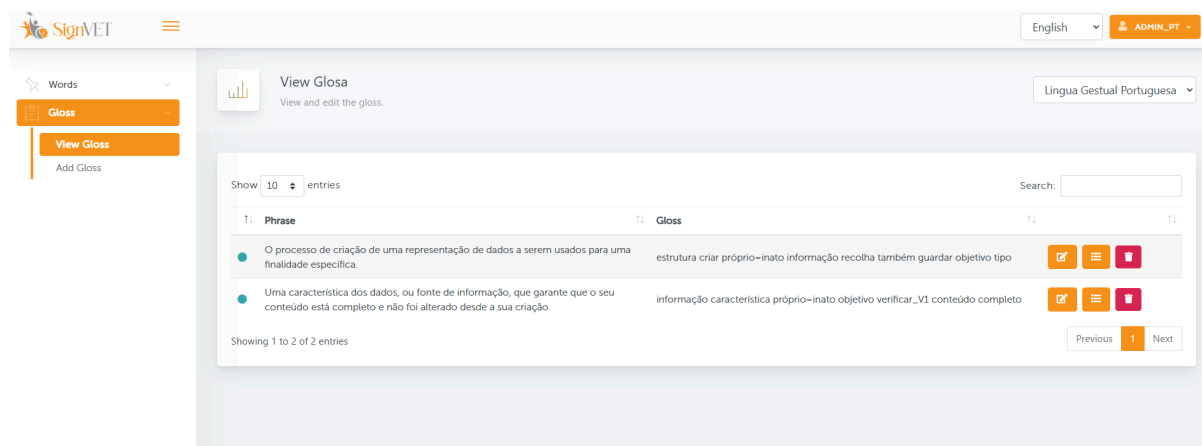 SignVET
English
ADMIN_PT
Words
Gloss
View Gloss
Add Gloss
View Glosa
View and edit the gloss.
Lingua Gestual Portuguesa
Show 10 entries
Search:
Phrase Gloss
O processo de criação de uma representação de dados a serem usados para uma
finalidade específica.
estrutura criar próprio=inato informação recolha também guardar objetivo tipo
Uma característica dos dados, ou fonte de informação, que garante que o seu
conteúdo está completo e não foi alterado desde a sua criação.
informação característica próprio=inato objetivo verificar_V1 conteúdo completo
Showing 1 to 2 of 2 entries
Previous 1 Next